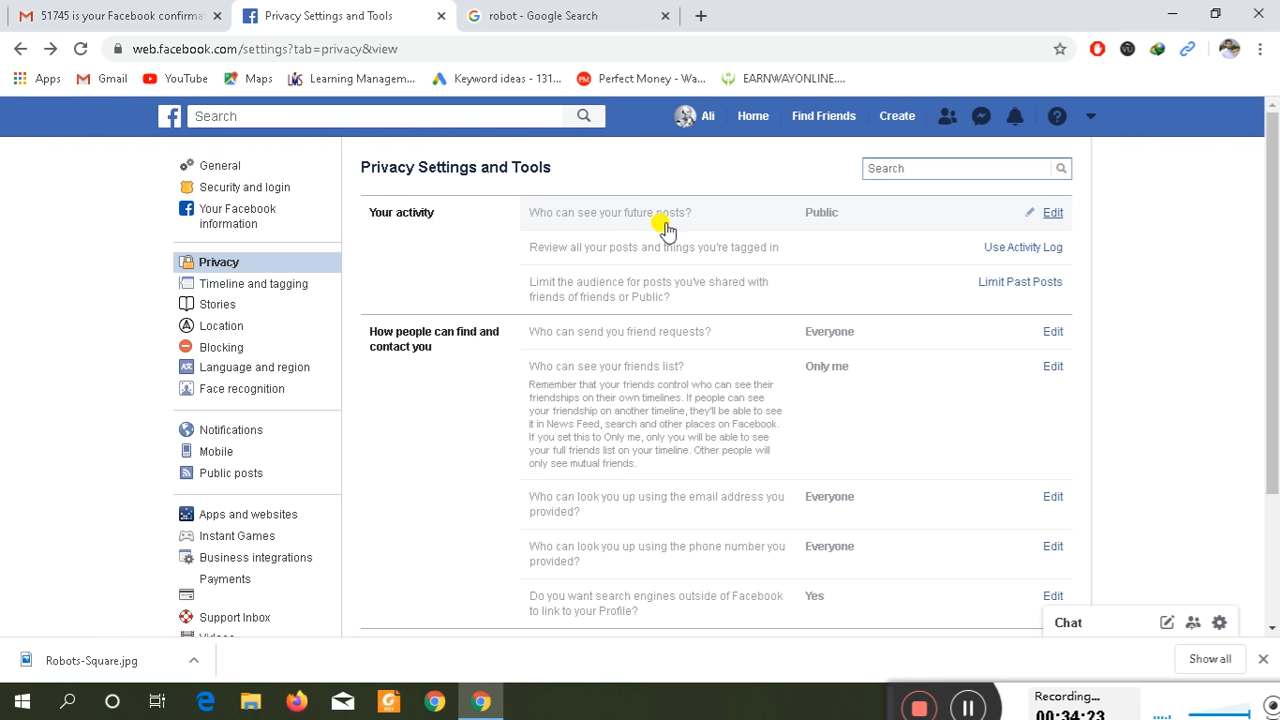 51745 is your Facebook confirma
Privacy Settings and Tools
robot - Google Search
web.facebook.com/settings?tab=privacy&view
Apps
Gmail
YouTube
Maps
Learning Managem...
Keyword ideas - 131...
Perfect Money - Wa...
EARNWAYONLINE....
Search
Ali
Home
Find Friends
Create
General
Security and login
Your Facebook
information
Privacy
Timeline and tagging
Stories
Location
Blocking
Language and region
Face recognition
Notifications
Mobile
Public posts
Apps and websites
Instant Games
Business integrations
Payments
Support Inbox
Videos
Privacy Settings and Tools
Search
Your activity
Who can see your future posts?
Public
Edit
Review all your posts and things you're tagged in
Use Activity Log
Limit the audience for posts you've shared with
friends of friends or Public?
Limit Past Posts
How people can find and
contact you
Who can send you friend requests?
Everyone
Edit
Who can see your friends list?
Only me
Edit
Remember that your friends control who can see their
friendships on their own timelines. If people can see
your friendship on another timeline, they'll be able to see
it in News Feed, search and other places on Facebook.
If you set this to Only me, only you will be able to see
your full friends list on your timeline. Other people will
only see mutual friends.
Who can look you up using the email address you
provided?
Everyone
Edit
Who can look you up using the phone number you
provided?
Everyone
Edit
Do you want search engines outside of Facebook
to link to your Profile?
Yes
Edit
Chat
Robots-Square.jpg
Show all
Recording...
00:34:23